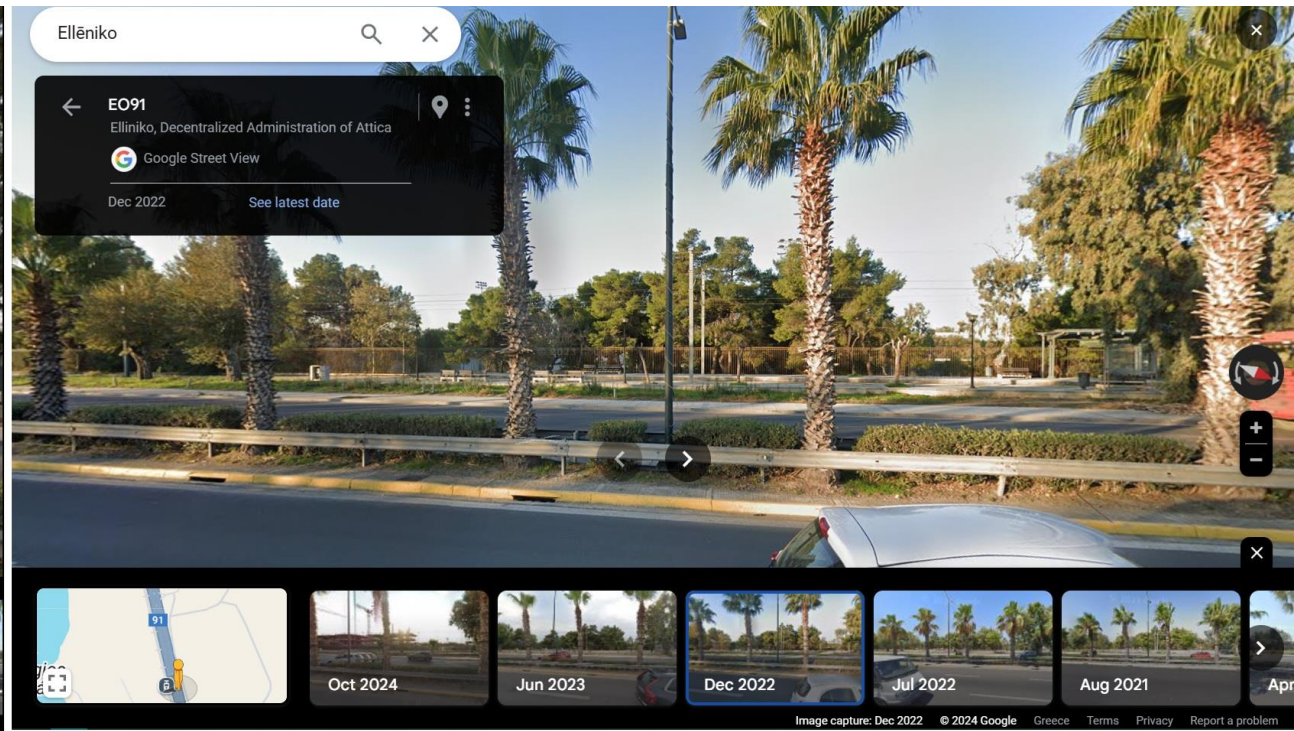 Ellēniko
EO91
Elliniko, Decentralized Administration of Attica
Google Street View
Dec 2022
See latest date
91
Oct 2024
Jun 2023
Dec 2022
Jul 2022
Aug 2021
Apr
Image capture: Dec 2022 © 2024 Google Greece Terms Privacy Report a problem